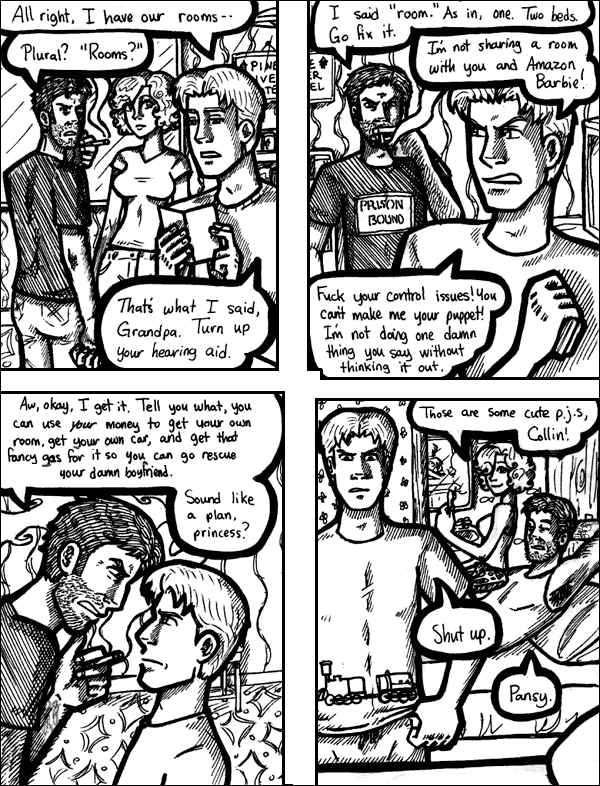 All right, I have our rooms--
Plural? "Rooms?"
PINE
That's what I said,
Grandpa. Turn up
your hearing aid.
I said "room." As in, one. Two beds.
Go fix it.
I'm not sharing a room
with you and Amazon
Barbie!
PRISON
BOUND
Fuck your control issues! You
can't make me your puppet!
I'm not doing one damn
thing you say without
thinking it out.
Aw, okay, I get it. Tell you what, you
can use your money to get your own
room, get your own car, and get that
fancy gas for it so you can go rescue
your damn boyfriend.
Sound like
a plan,
princess?
Those are some cute p.j.s,
Collin!
Shut up.
Pansy.